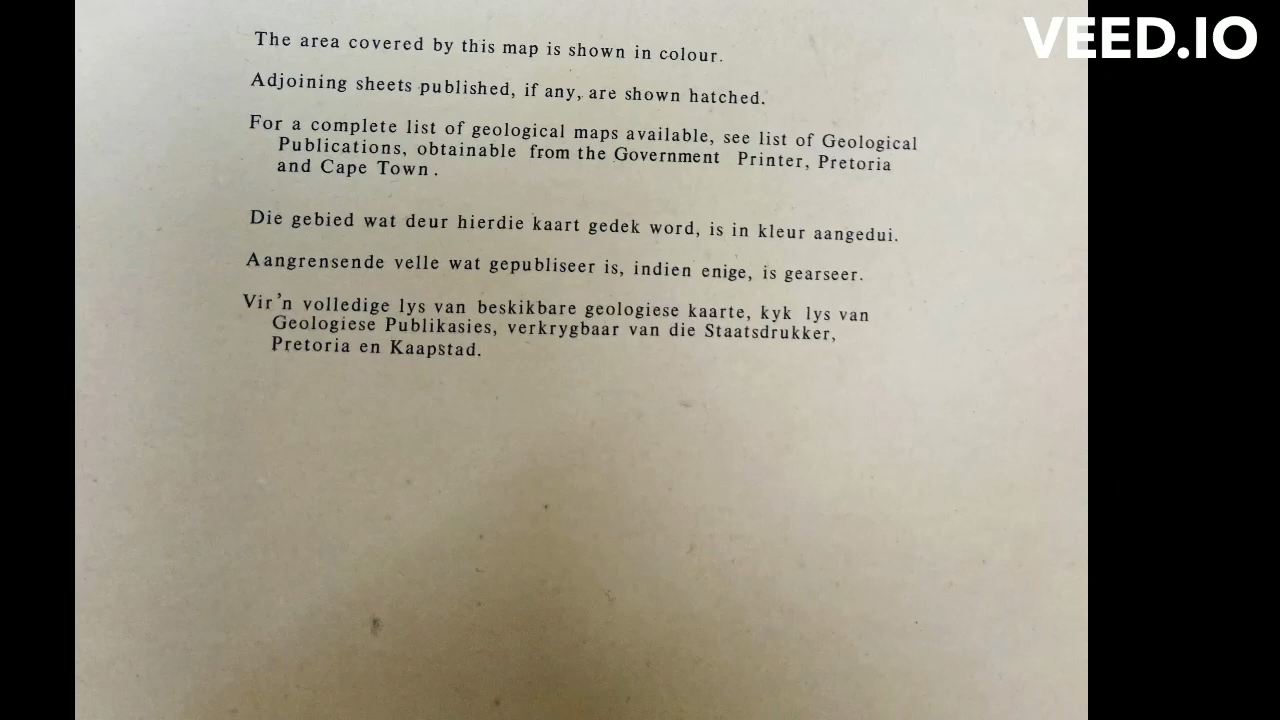 VEED.IO
The area covered by this map is shown in colour.
Adjoining sheets published, if any, are shown hatched.
For a complete list of geological maps available, see list of Geological
Publications, obtainable from the Government Printer, Pretoria
and Cape Town.
Die gebied wat deur hierdie kaart gedek word, is in kleur aangedui.
Aangrensende velle wat gepubliseer is, indien enige, is gearseer.
Vir 'n volledige lys van beskikbare geologiese kaarte, kyk lys van
Geologiese Publikasies, verkrygbaar van die Staatsdrukker,
Pretoria en Kaapstad.